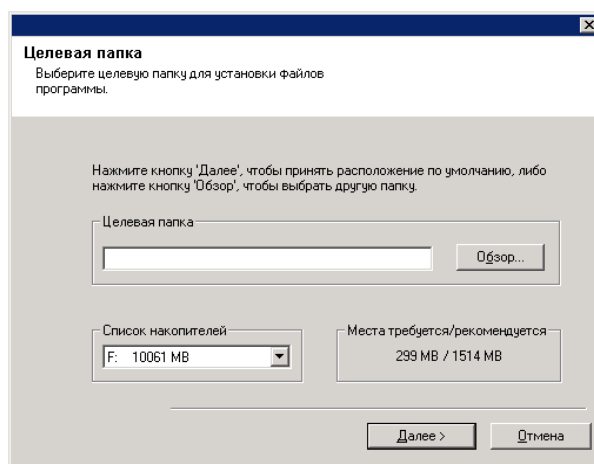 Целевая папка
Выберите целевую папку для установки файлов
программы.
Нажмите кнопку 'Далее', чтобы принять расположение по умолчанию, либо
нажмите кнопку 'Обзор', чтобы выбрать другую папку.
Целевая папка
Обзор...
Список накопителей
Места требуется/рекомендуется
F: 10061 MB
299 MB / 1514 MB
Далее >
Отмена